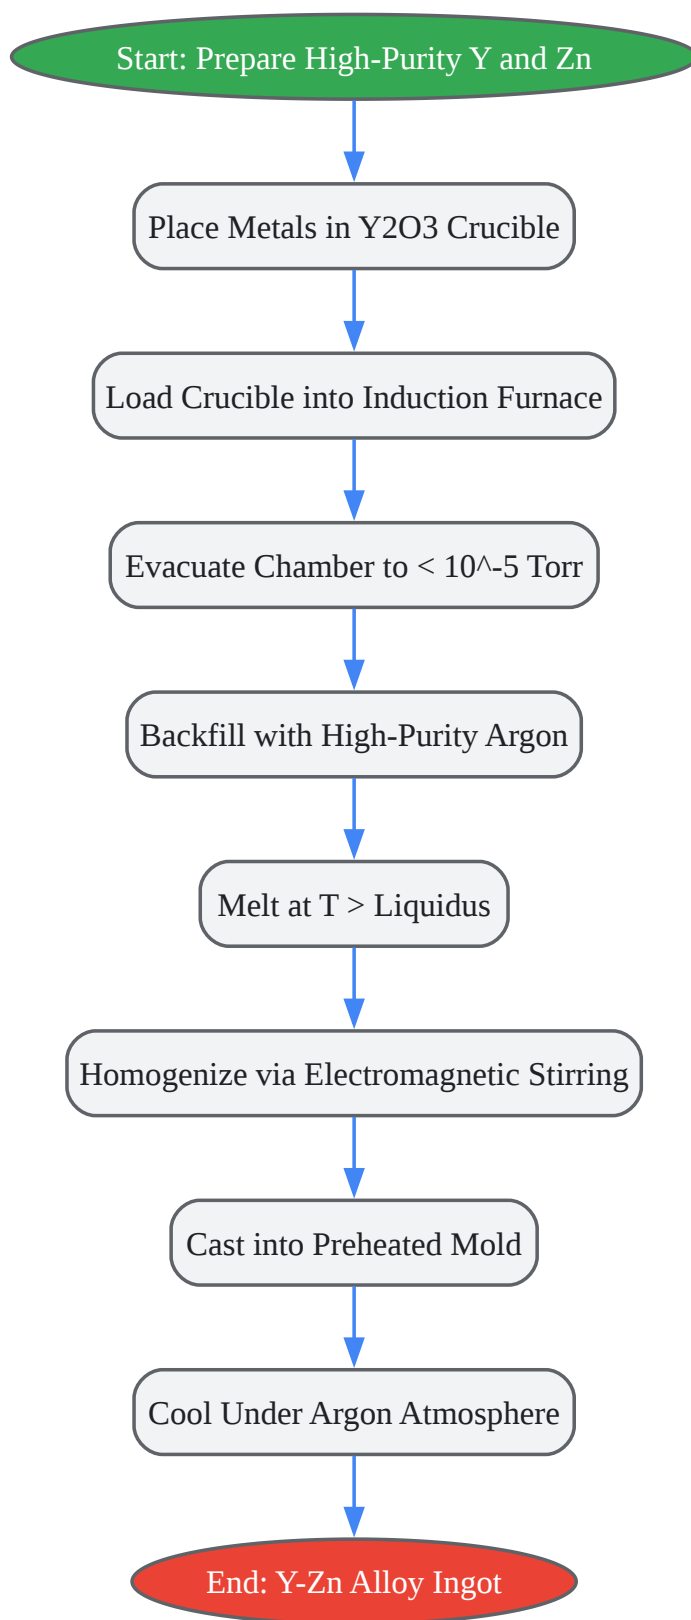 Start: Prepare High-Purity Y and Zn
Place Metals in Y2O3 Crucible
Load Crucible into Induction Furnace
Evacuate Chamber to < 10^-5 Torr
Backfill with High-Purity Argon
Melt at T > Liquidus
Homogenize via Electromagnetic Stirring
Cast into Preheated Mold
Cool Under Argon Atmosphere
End: Y-Zn Alloy Ingot